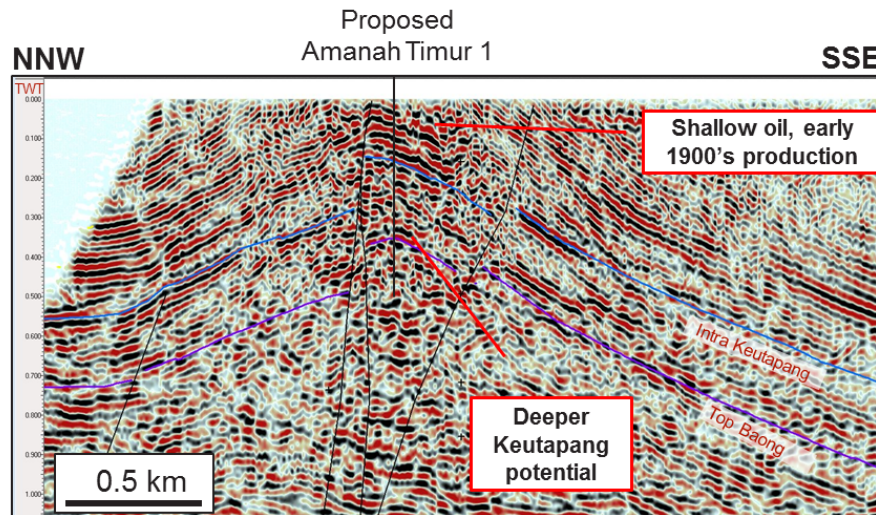 Proposed
Amanah Timur 1
NNW
SSE
TWT
0.000
0.100
0.200
0.300
0.400
0.500
0.600
0.700
0.800
0.900
1.000
Shallow oil, early
1900's production
Intra Keutapang
Top Baong
Deeper
Keutapang
potential
0.5 km